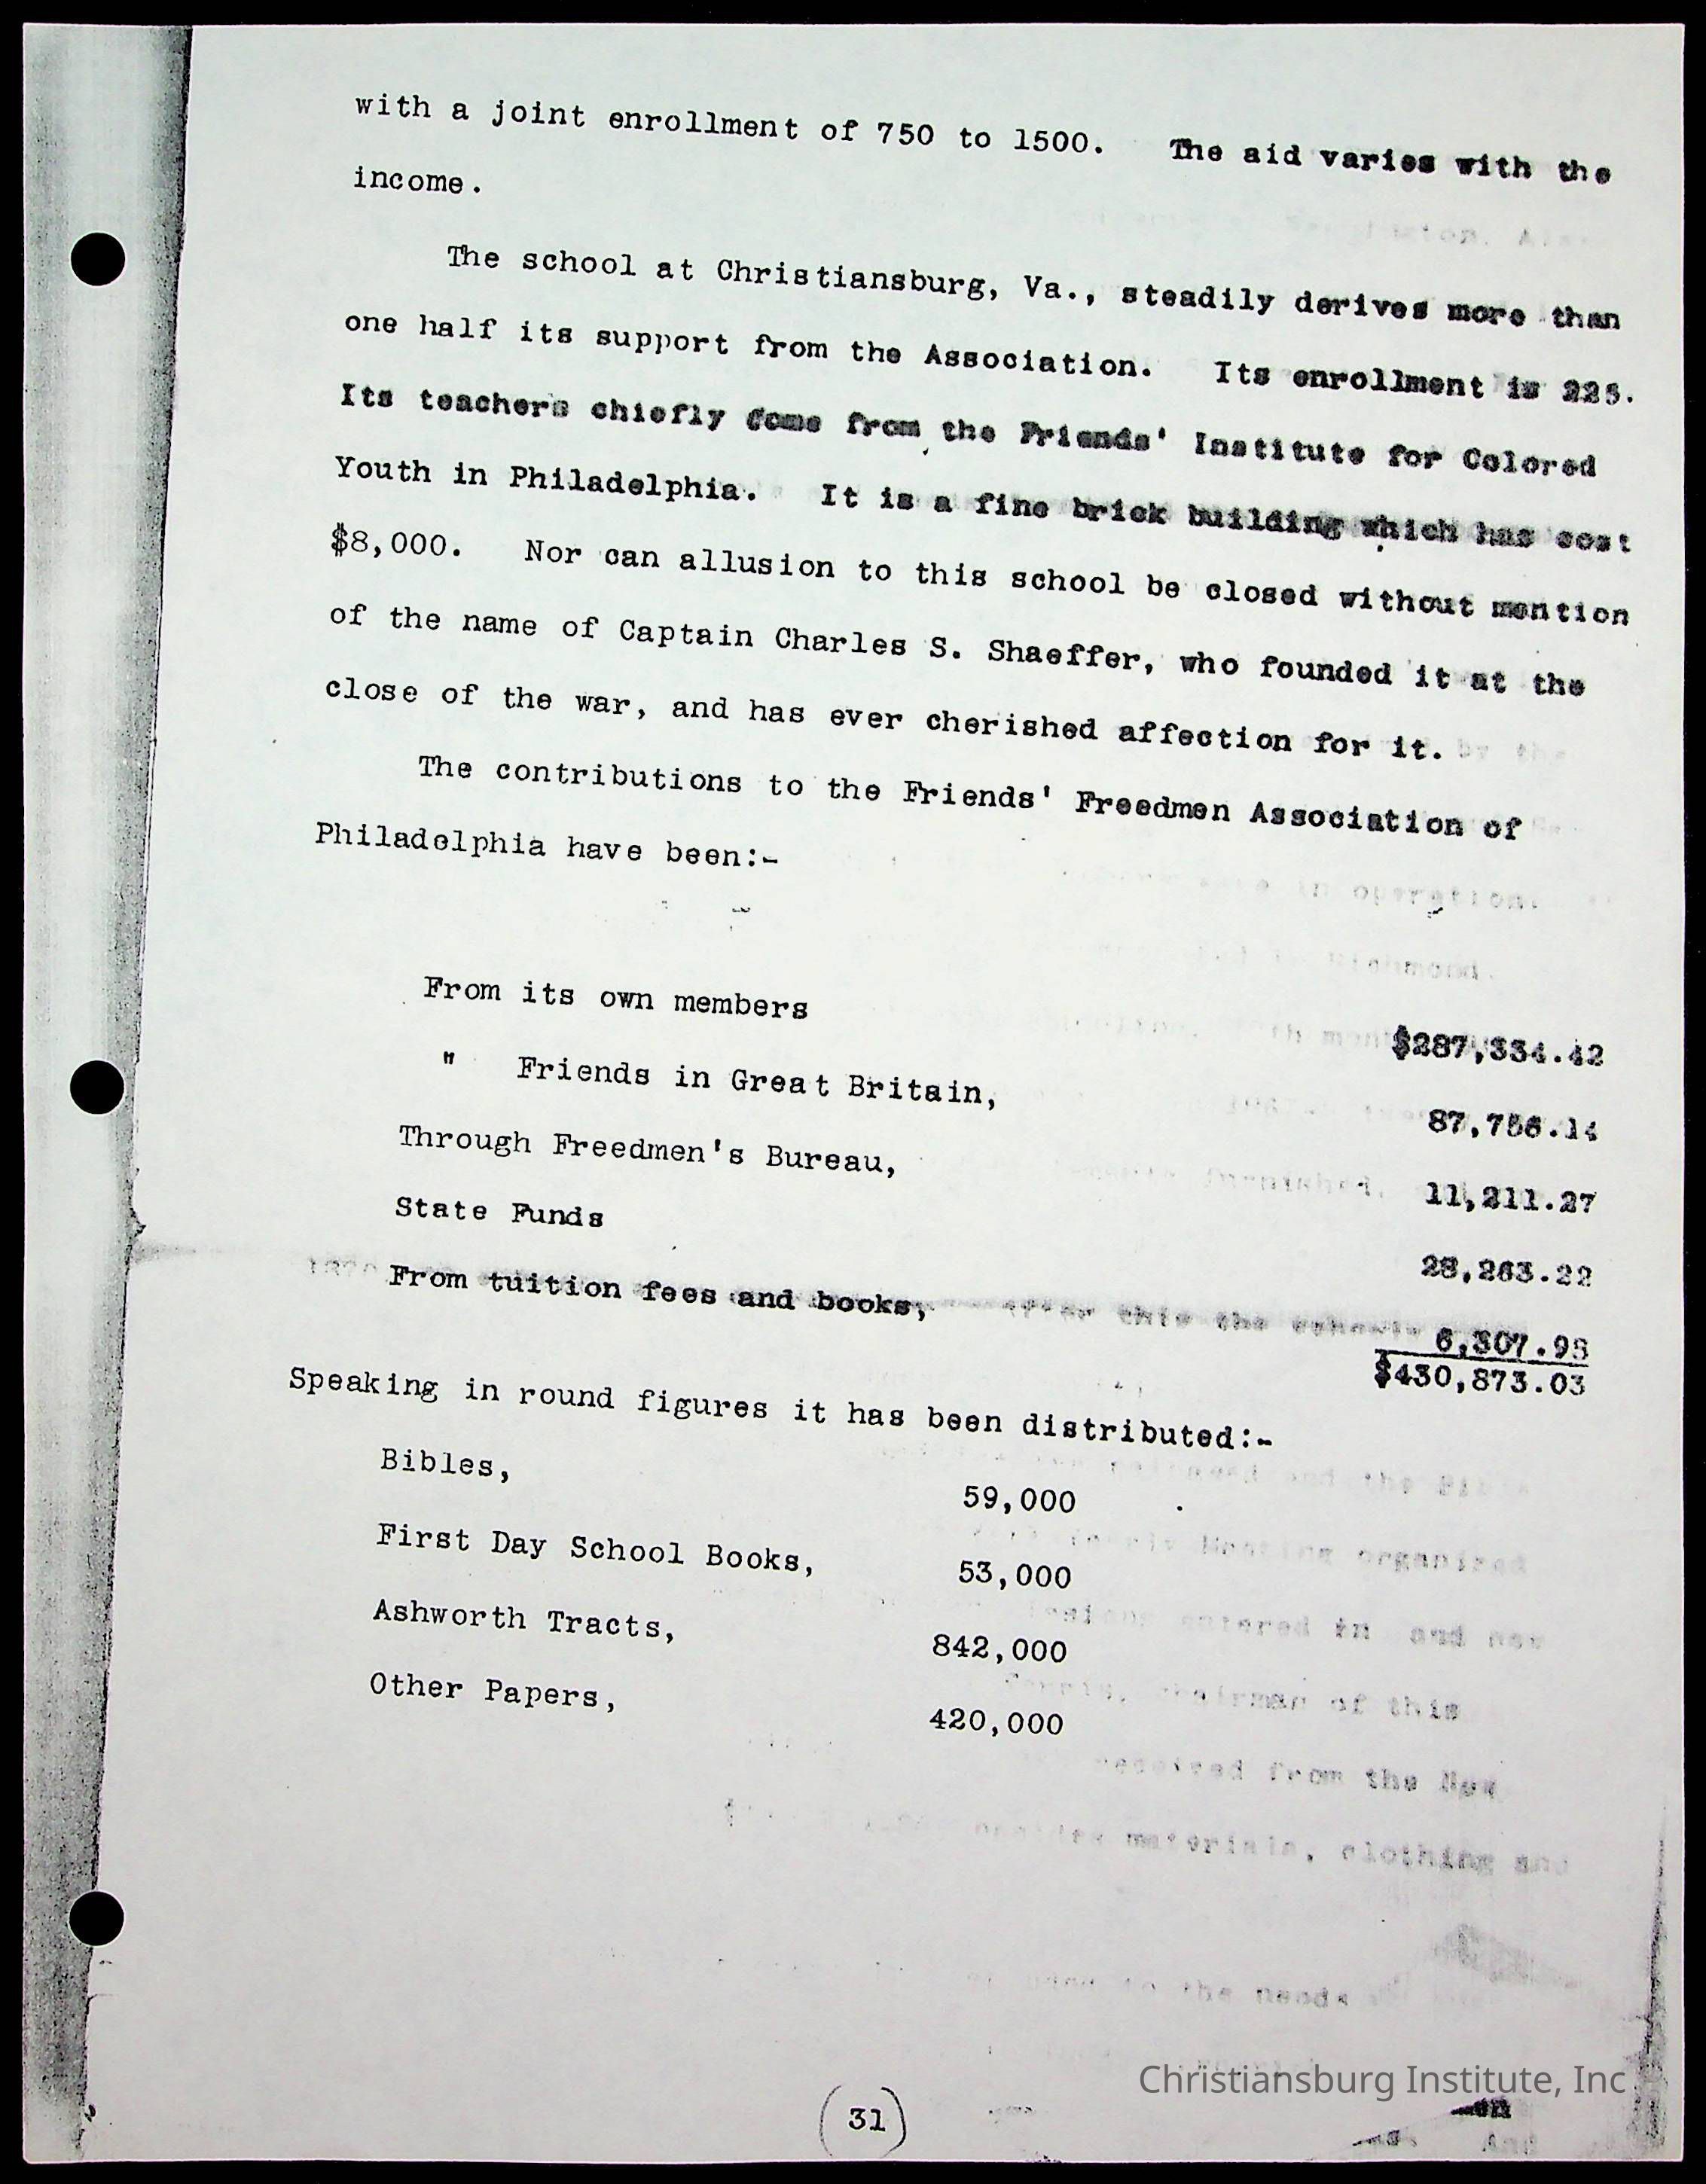 with a joint enrollment of 750 to 1500. The aid varies with the
income.
The school at Christiansburg, Va., steadily derives more than
one half its support from the Association. Its enrollment is 225.
Its teachers chiefly come from the Friends' Institute for Colored
Youth in Philadelphia. It is a fine brick building which has cost
$8,000. Nor can allusion to this school be closed without mention
of the name of Captain Charles S. Shaeffer, who founded it at the
close of the war, and has ever cherished affection for it.
The contributions to the Friends' Freedmen Association of
Philadelphia have been:-
From its own members $287,334.42
" Friends in Great Britain, 87,756.14
Through Freedmen's Bureau, 11,211.27
State Funds 28,263.22
From tuition fees and books, 6,307.98
$430,873.03
Speaking in round figures it has been distributed:-
Bibles, 59,000
First Day School Books, 53,000
Ashworth Tracts, 842,000
Other Papers, 420,000
Christiansburg Institute, Inc
(31)